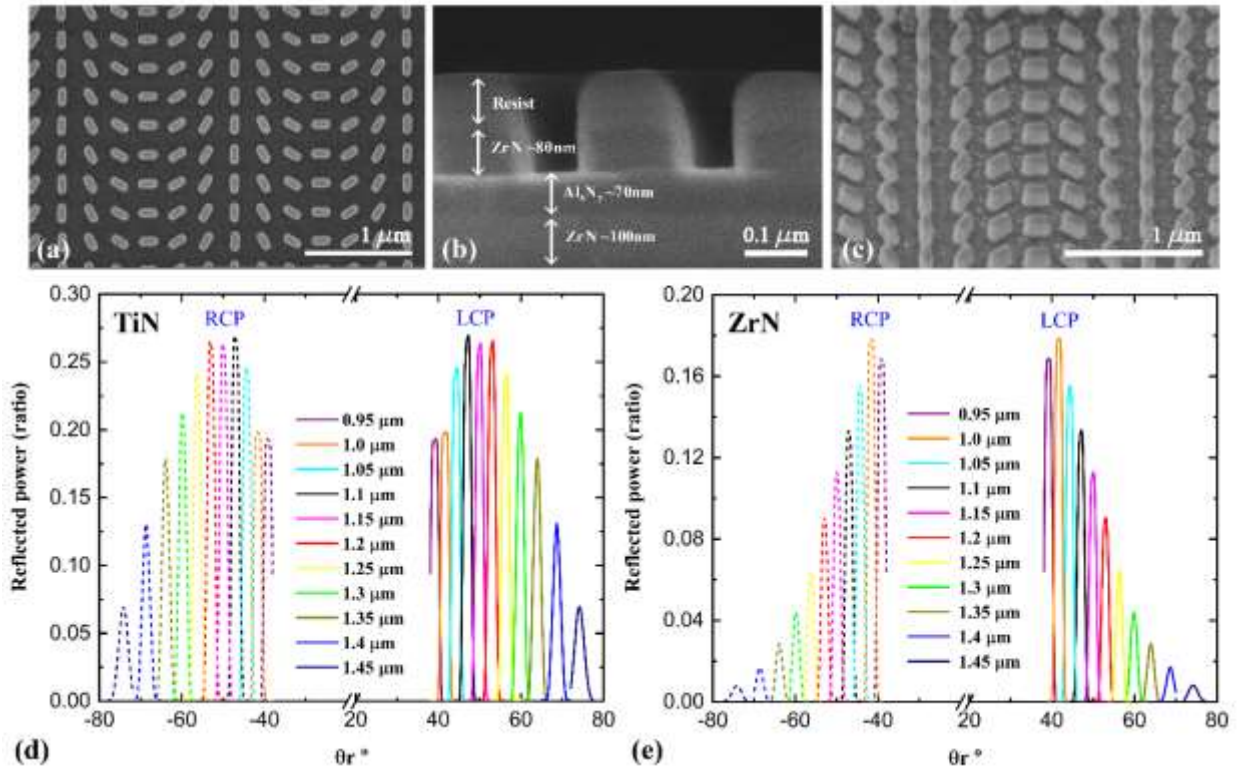 (a)
1 μm
Resist
ZrN ~80nm
AlₓNᵧ~70nm
ZrN ~100nm
(b)
0.1 μm
(c)
1 μm
TiN
RCP
LCP
0.30
0.25
0.20
0.15
0.10
0.05
0.00
Reflected power (ratio)
0.95 μm
1.0 μm
1.05 μm
1.1 μm
1.15 μm
1.2 μm
1.25 μm
1.3 μm
1.35 μm
1.4 μm
1.45 μm
-80 -60 -40 20 40 60 80
(d)
θr °
ZrN
RCP
LCP
0.20
0.16
0.12
0.08
0.04
0.00
Reflected power (ratio)
0.95 μm
1.0 μm
1.05 μm
1.1 μm
1.15 μm
1.2 μm
1.25 μm
1.3 μm
1.35 μm
1.4 μm
1.45 μm
-80 -60 -40 20 40 60 80
(e)
θr °